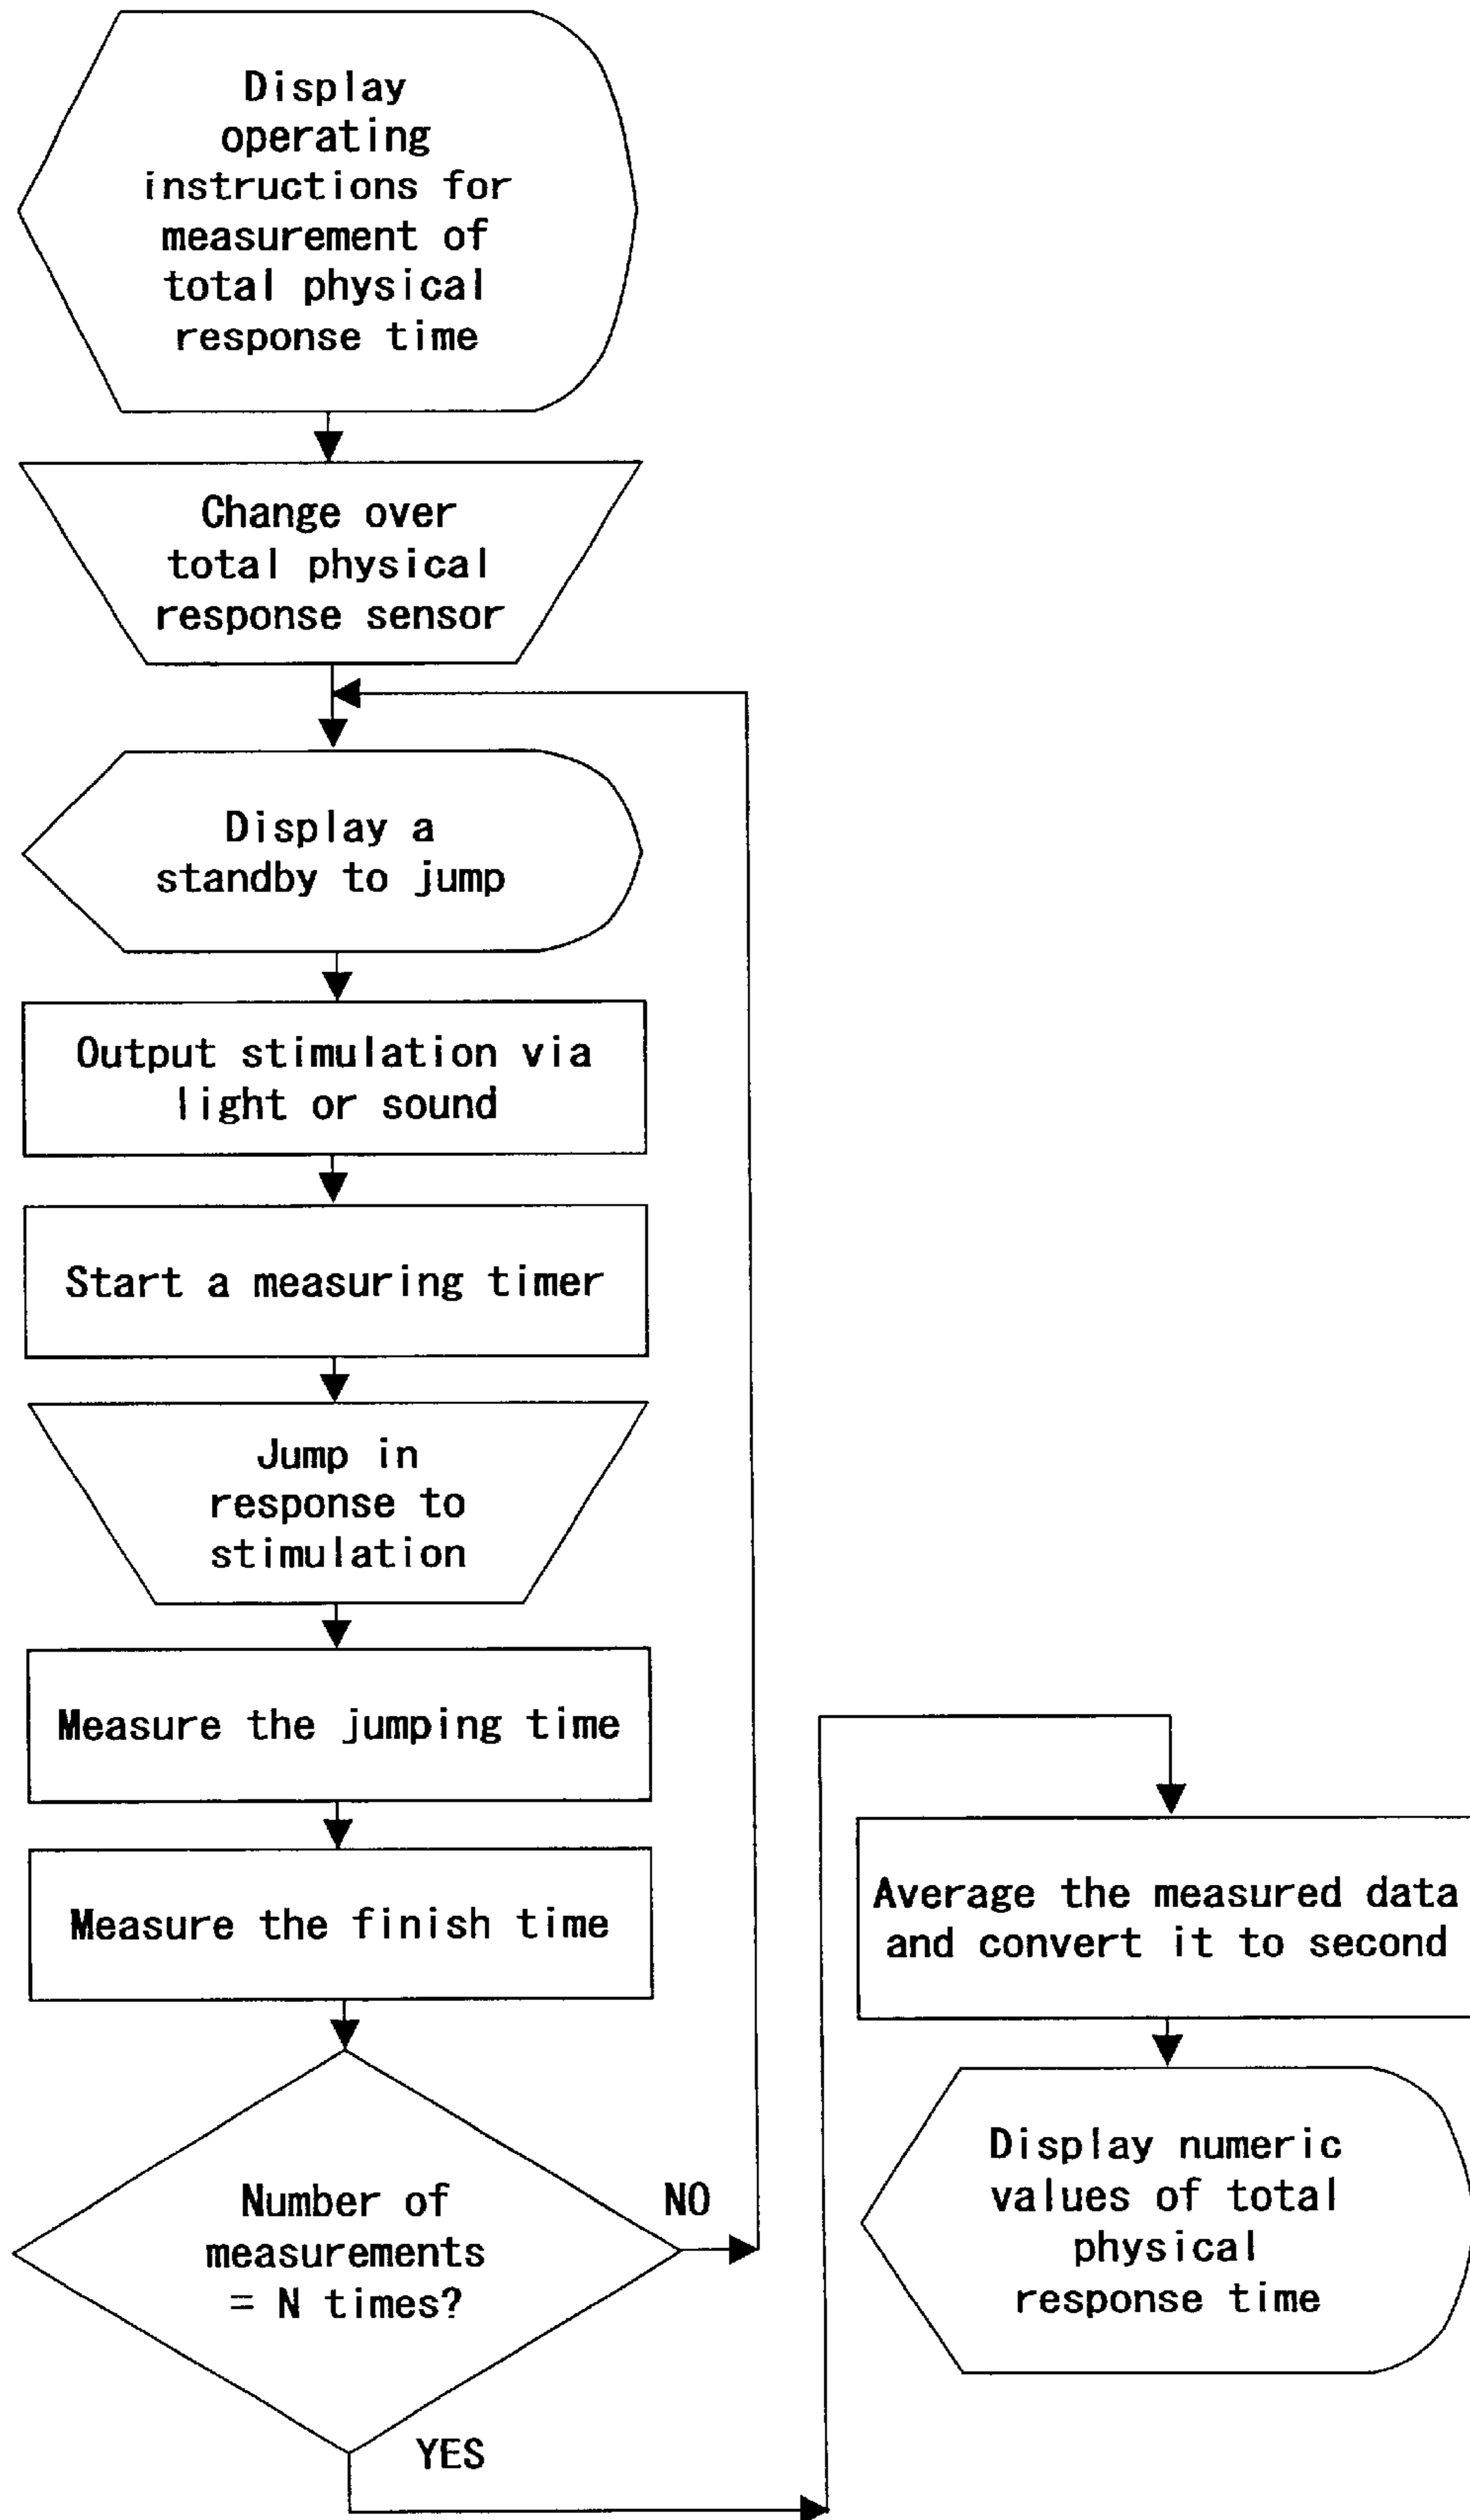 Display
operating
instructions for
measurement of
total physical
response time
Change over
total physical
response sensor
Display a
standby to jump
Output stimulation via
light or sound
Start a measuring timer
Jump in
response to
stimulation
Measure the jumping time
Measure the finish time
Number of
measurements
= N times?
NO
YES
Average the measured data
and convert it to second
Display numeric
values of total
physical
response time